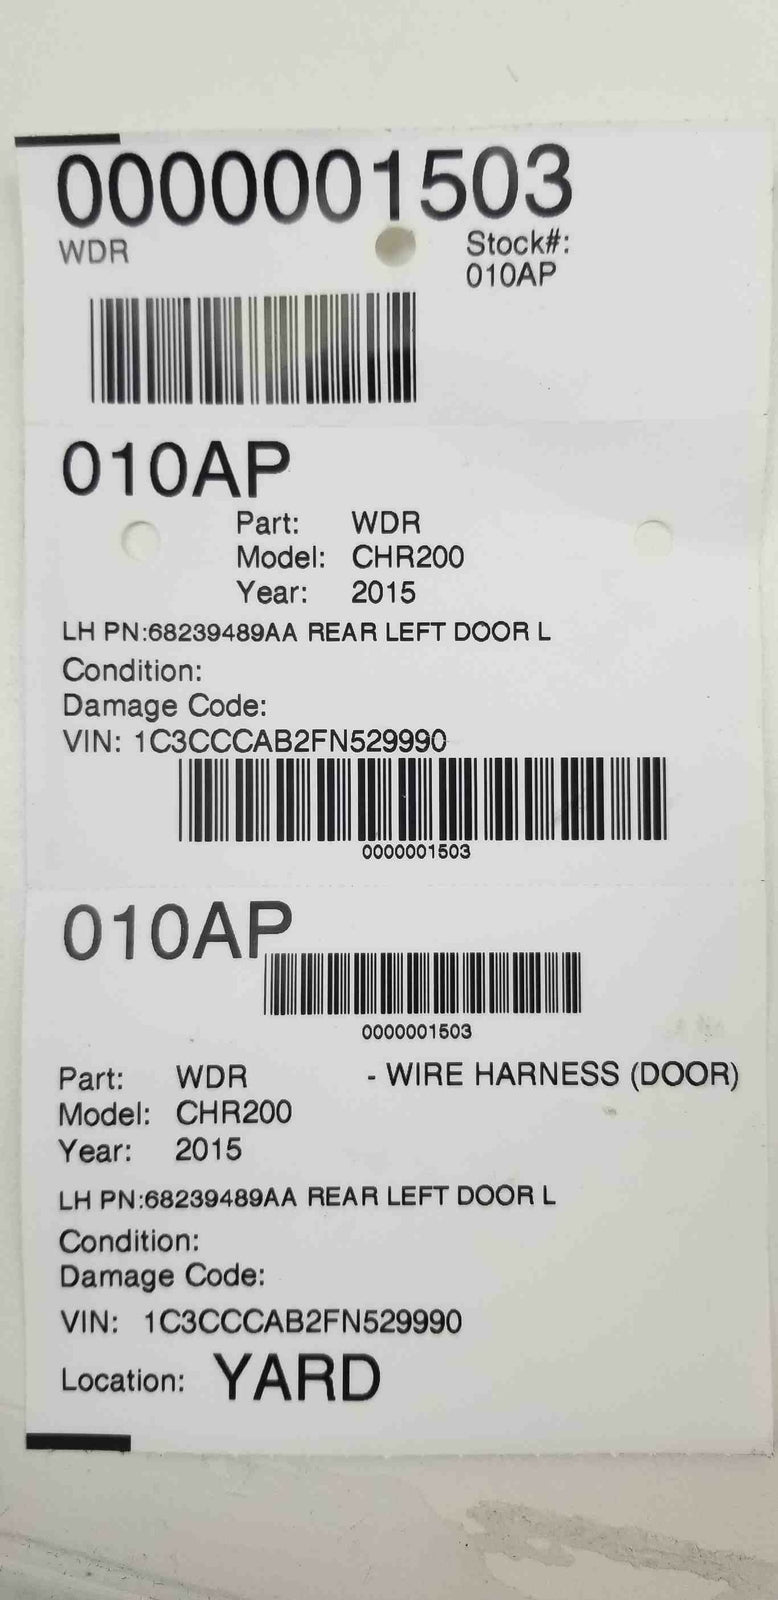 0000001503
WDR
Stock#:
010AP
010AP
Part: WDR
Model: CHR200
Year: 2015
LH PN:68239489AA REAR LEFT DOOR L
Condition:
Damage Code:
VIN: 1C3CCCAB2FN529990
0000001503
010AP
0000001503
Part: WDR - WIRE HARNESS (DOOR)
Model: CHR200
Year: 2015
LH PN:68239489AA REAR LEFT DOOR L
Condition:
Damage Code:
VIN: 1C3CCCAB2FN529990
Location: YARD